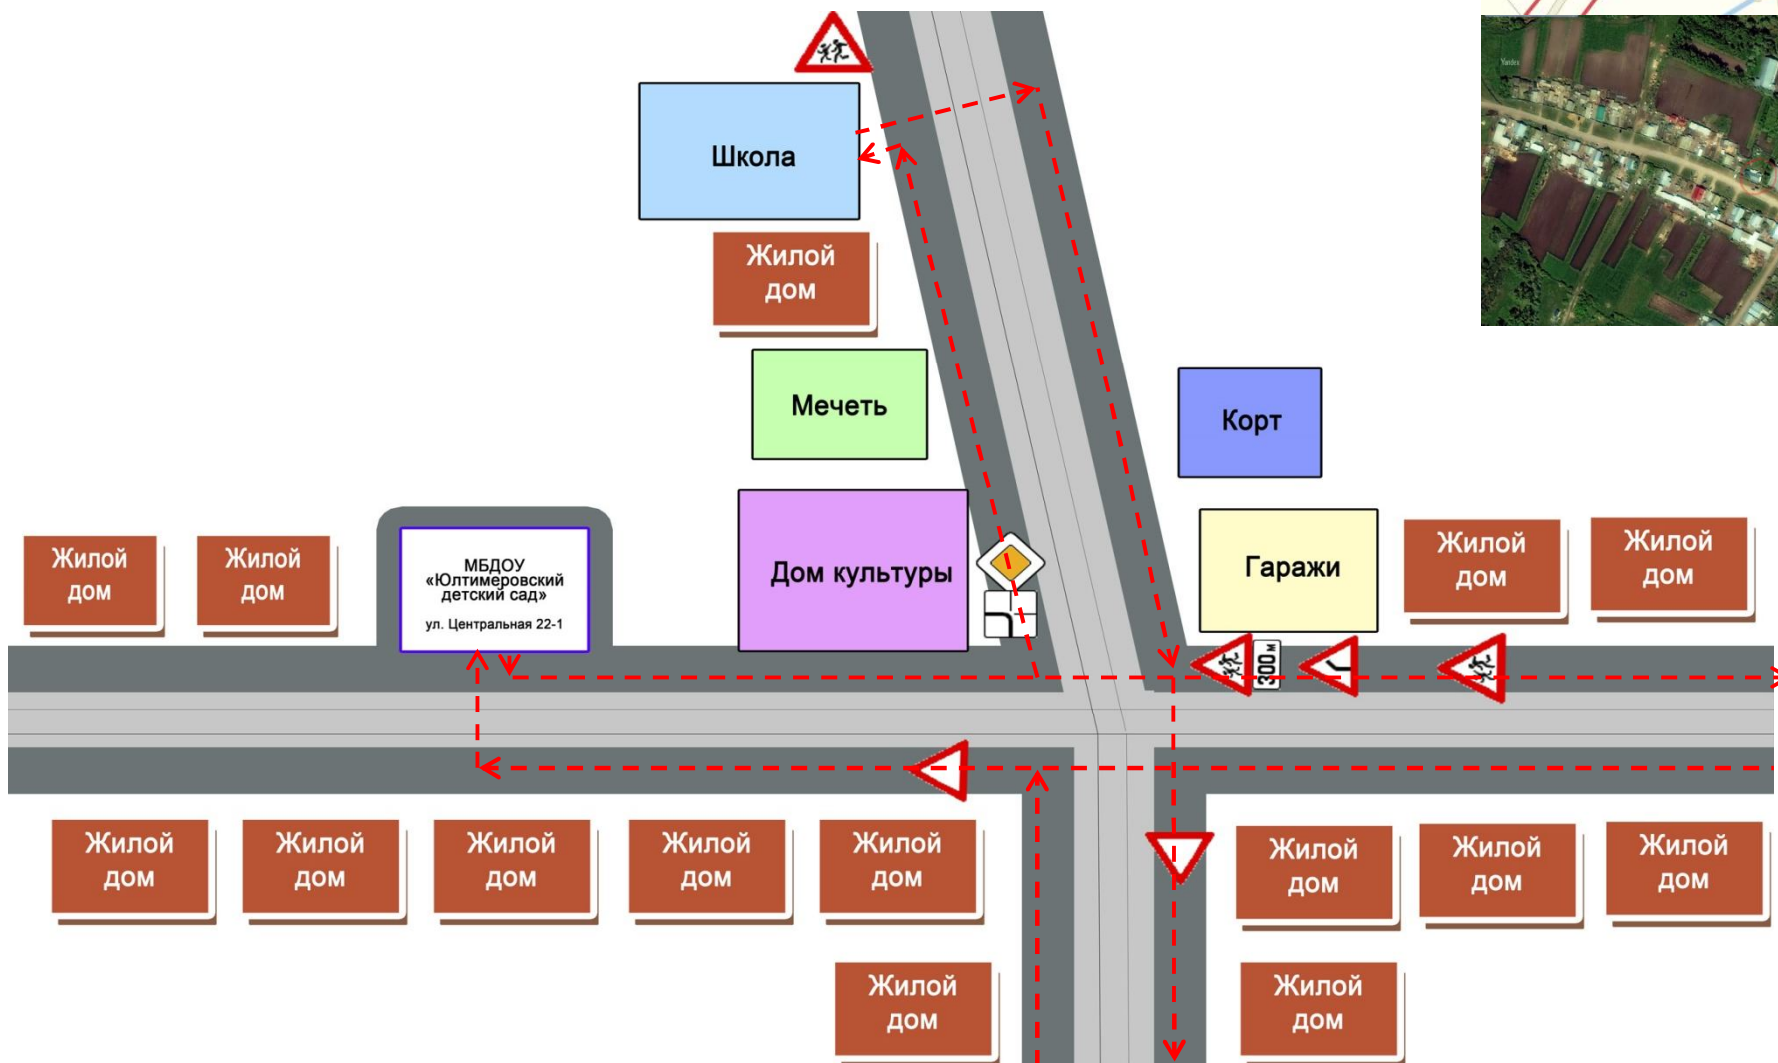 Yandex
Школа
Жилой
дом
Мечеть
Корт
Жилой
дом
Жилой
дом
МБДОУ
«Юлтимеровский
детский сад»
ул. Центральная 22-1
Дом культуры
Гаражи
Жилой
дом
Жилой
дом
300 м
Жилой
дом
Жилой
дом
Жилой
дом
Жилой
дом
Жилой
дом
Жилой
дом
Жилой
дом
Жилой
дом
Жилой
дом
Жилой
дом